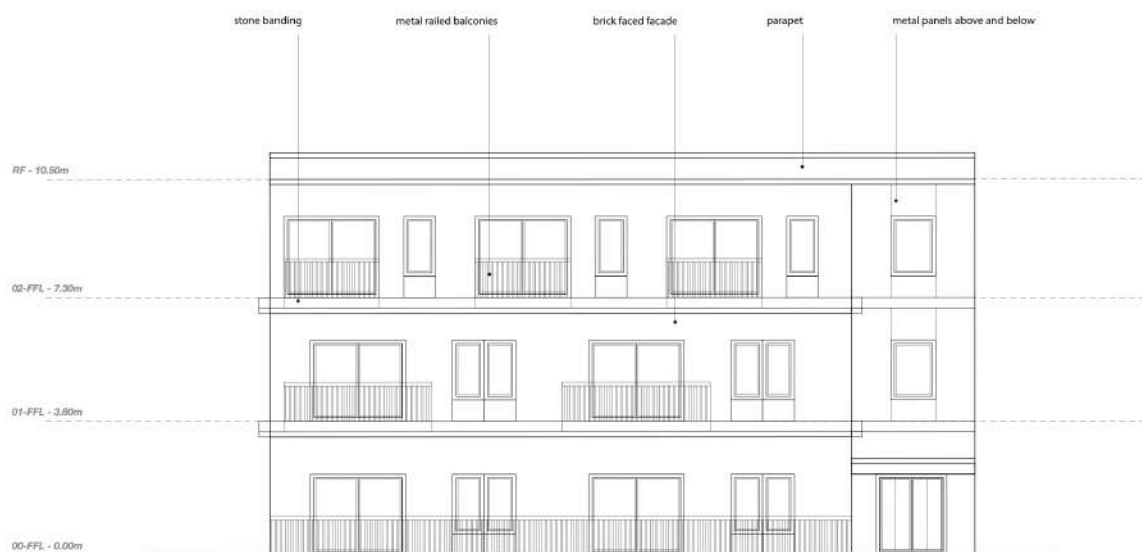 stone banding
metal railed balconies
brick faced facade
parapet
metal panels above and below
RF - 10.50m
02-FFL - 7.30m
01-FFL - 3.80m
00-FFL - 0.00m